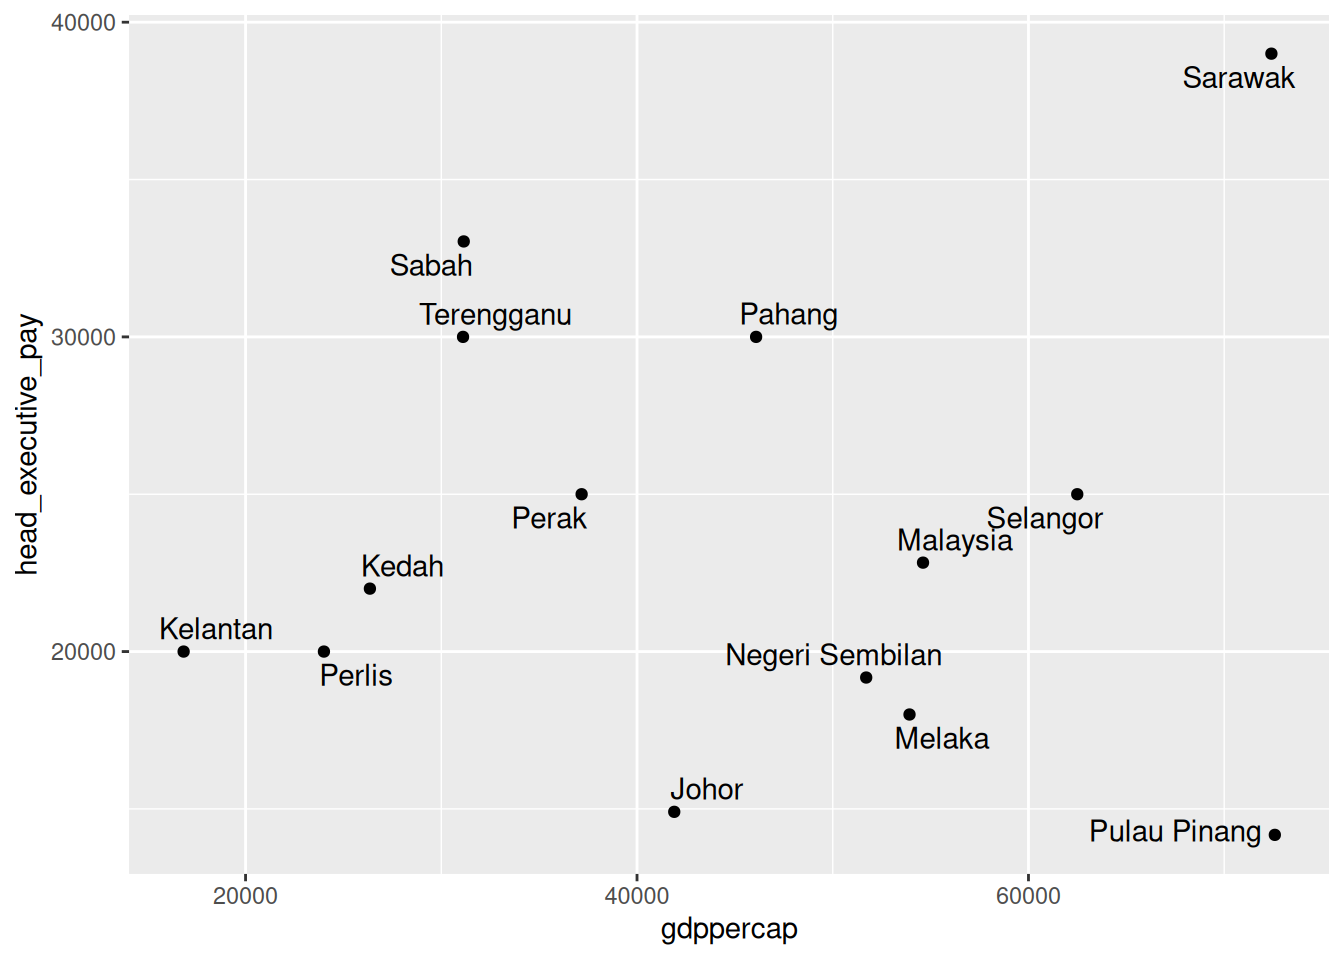 40000
Sarawak
Sabah
Terengganu
Pahang
30000
head_executive_pay
Perak
Selangor
Malaysia
Kedah
Kelantan
20000
Negeri Sembilan
Perlis
Melaka
Johor
Pulau Pinang
20000
40000
60000
gdppercap